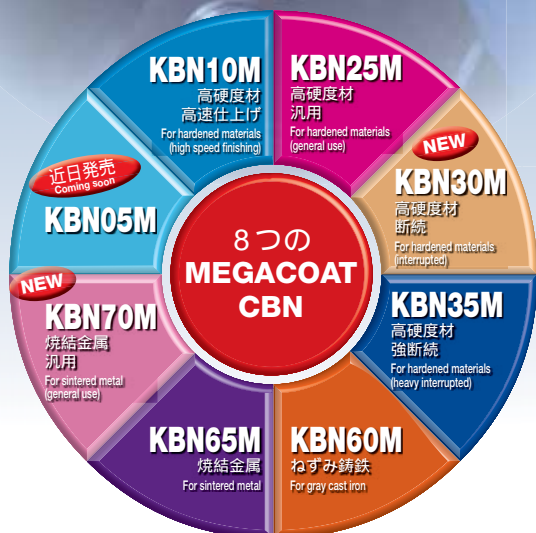 KBN10M
高硬度材
高速仕上げ
For hardened materials
(high speed finishing)
KBN25M
高硬度材
汎用
For hardened materials
(general use)
NEW
KBN30M
高硬度材
断続
For hardened materials
(interrupted)
KBN35M
高硬度材
強断続
For hardened materials
(heavy interrupted)
KBN60M
ねずみ鋳鉄
For gray cast iron
KBN65M
焼結金属
For sintered metal
NEW
KBN70M
焼結金属
汎用
For sintered metal
(general use)
近日発売
Coming soon
KBN05M
8つの
MEGACOAT
CBN